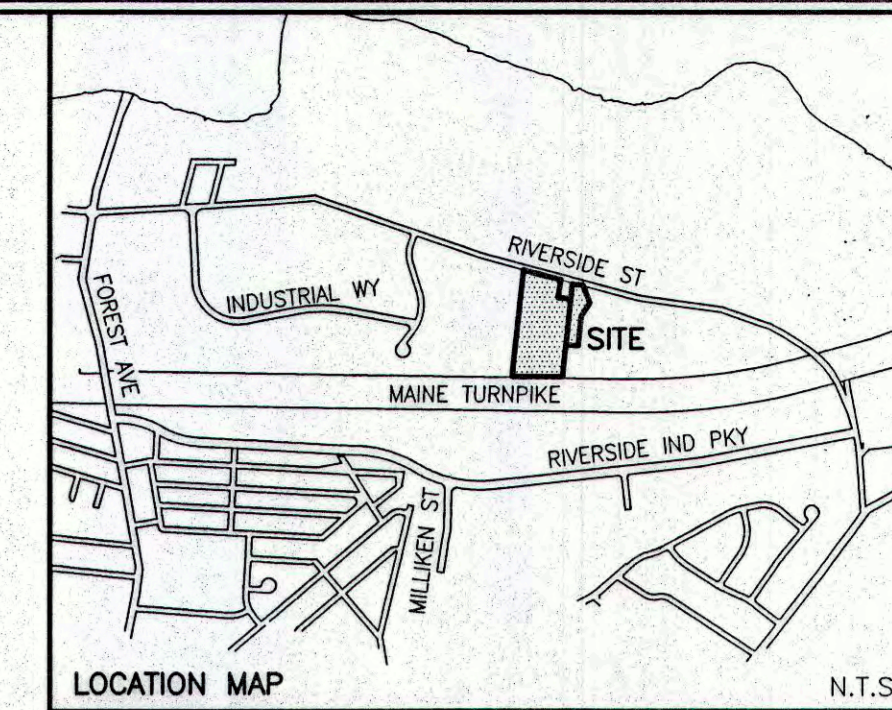 RIVERSIDE ST
FOREST AVE
INDUSTRIAL WY
SITE
MAINE TURNPIKE
RIVERSIDE IND PKY
MILLIKEN ST
LOCATION MAP
N.T.S